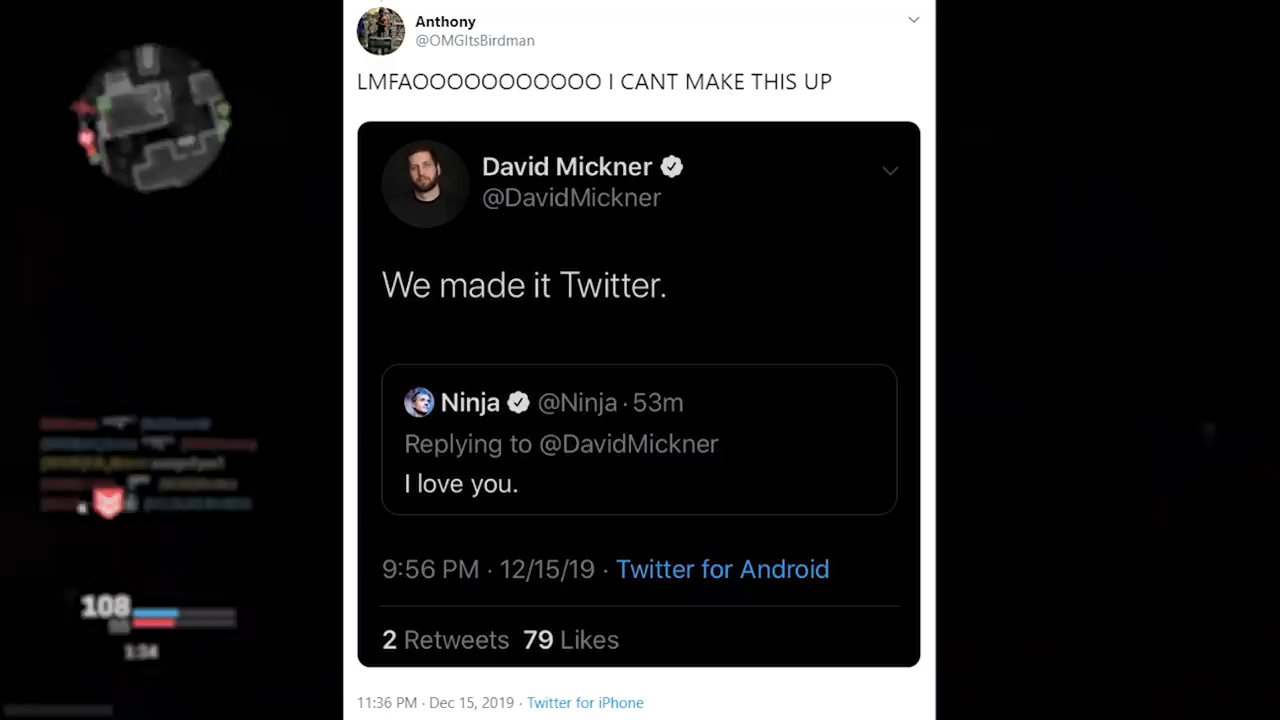 Anthony
@OMGItsBirdman
LMFAOOOOOOOOOOO I CANT MAKE THIS UP
David Mickner
@DavidMickner
We made it Twitter.
Ninja @Ninja · 53m
Replying to @DavidMickner
I love you.
9:56 PM · 12/15/19 · Twitter for Android
2 Retweets 79 Likes
11:36 PM · Dec 15, 2019 · Twitter for iPhone
108
1:34